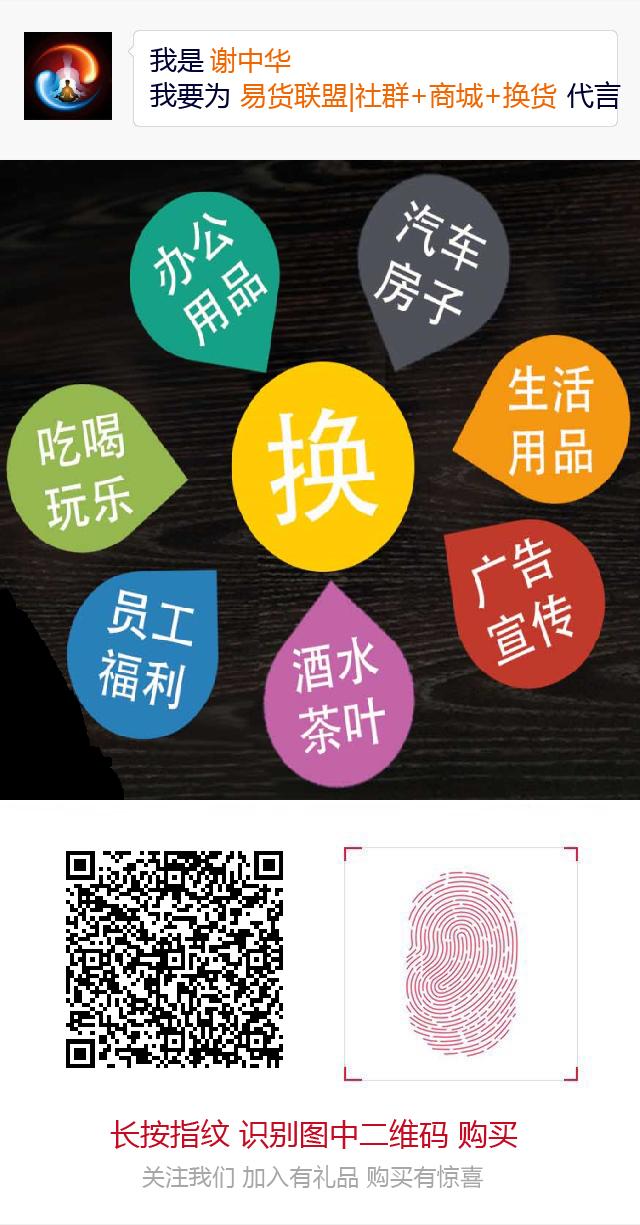 我是 谢中华
我要为 易货联盟|社群+商城+换货 代言
办公
用品
汽车
房子
吃喝
玩乐
换
生活
用品
广告
宣传
员工
福利
酒水
茶叶
长按指纹 识别图中二维码 购买
关注我们 加入有礼品 购买有惊喜